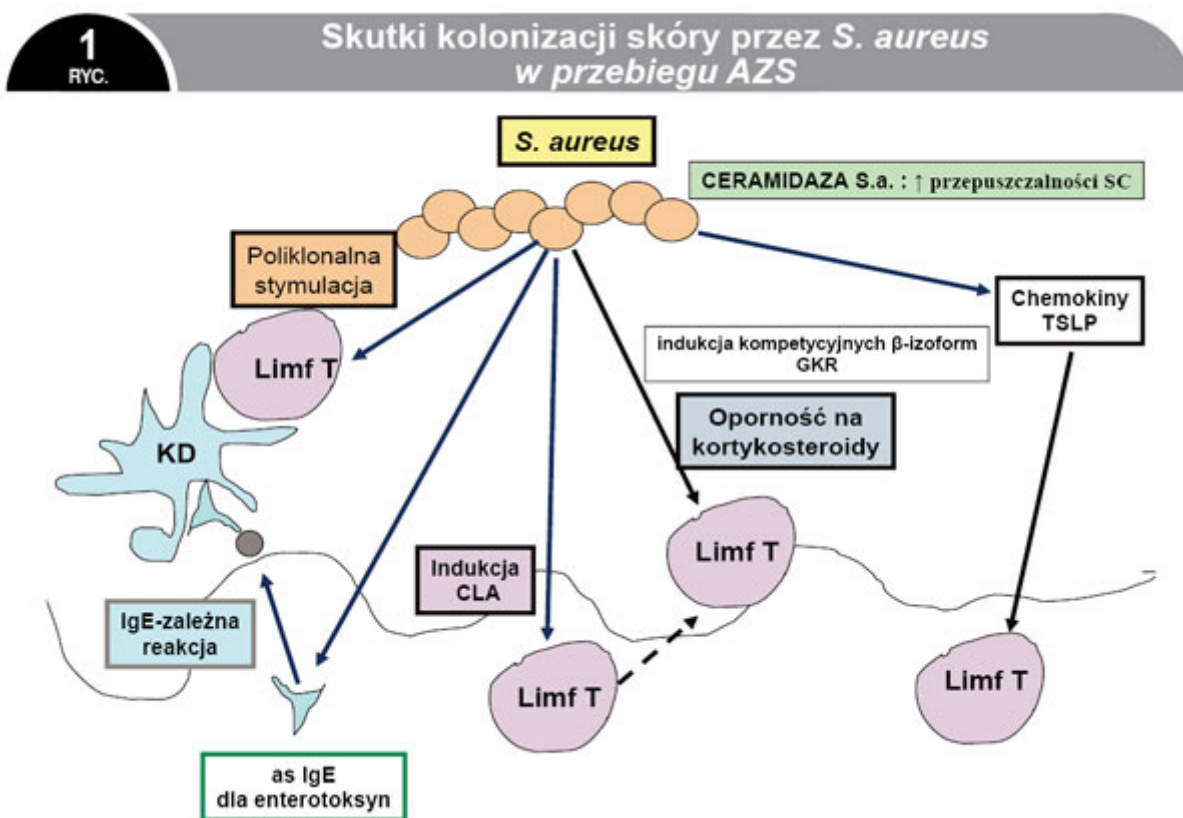 1
RYC.
Skutki kolonizacji skóry przez S. aureus
w przebiegu AZS
S. aureus
CERAMIDAZA S.a. : ↑ przepuszczalności SC
Poliklonalna
stymulacja
Chemokiny
TSLP
indukcja kompetycyjnych β-izoform
GKR
Limf T
Oporność na
kortykosteroidy
KD
Limf T
Indukcja
CLA
IgE-zależna
reakcja
Limf T
Limf T
as IgE
dla enterotoksyn